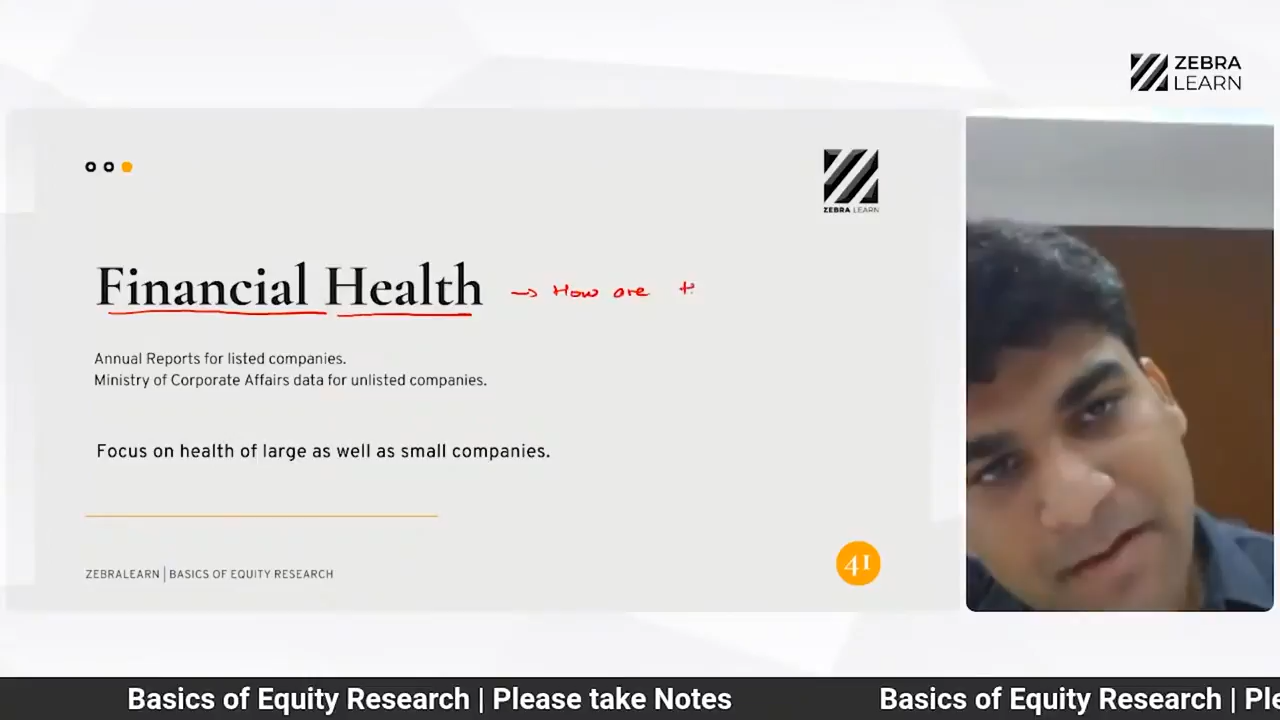 ZEBRA
LEARN
ZEBRA LEARN
Financial Health → How are
Annual Reports for listed companies.
Ministry of Corporate Affairs data for unlisted companies.
Focus on health of large as well as small companies.
41
ZEBRALEARN | BASICS OF EQUITY RESEARCH
Basics of Equity Research | Please take Notes Basics of Equity Research | Ple